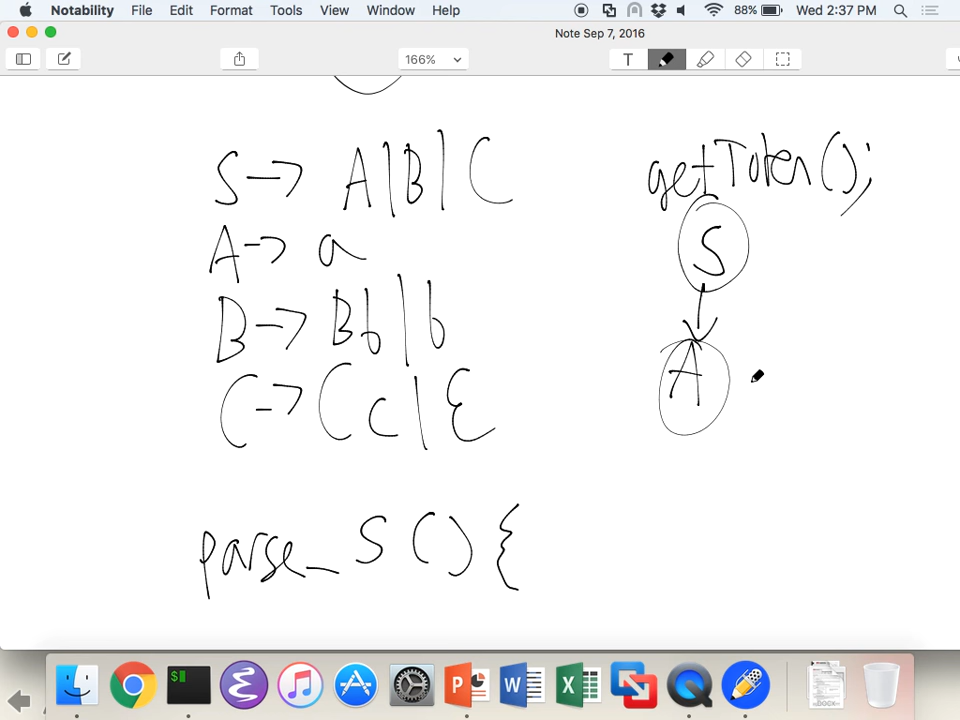 Notability File Edit Format Tools View Window Help 88% Wed 2:37 PM
Note Sep 7, 2016
166% T
S → A | B | C
getToken();
S
A → a
B → Bb | b
A
C → Cc | ε
parse_S(){
$
P W X
DOCX